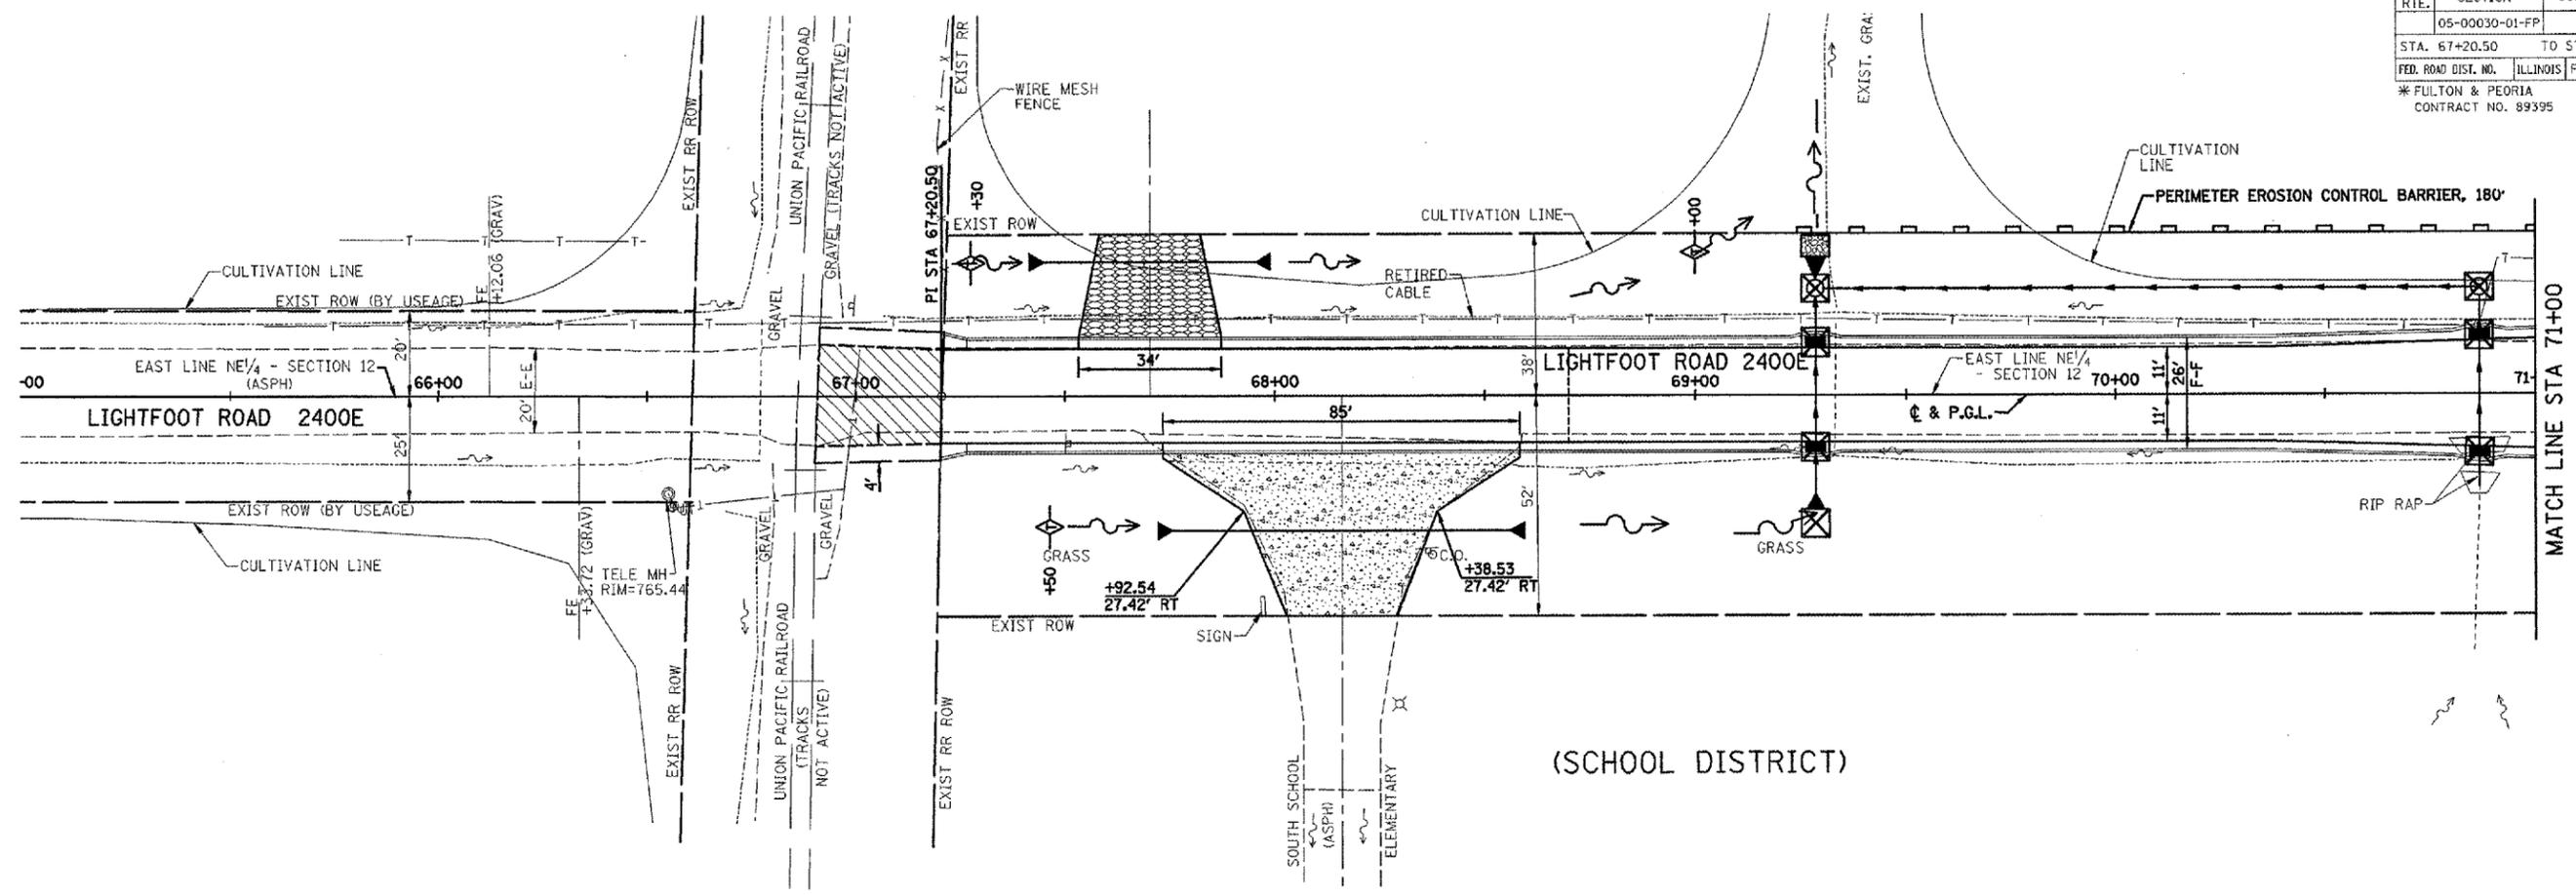 RTE.
05-00030-01-FP
STA. 67+20.50 TO
FED. ROAD DIST. NO. ILLINOIS
* FULTON & PEORIA
CONTRACT NO. 89395
EXIST RR ROW
UNION PACIFIC RAILROAD
GRAVEL (TRACKS NOT ACTIVE)
EXIST RR
WIRE MESH
FENCE
EXIST. GRA
CULTIVATION
LINE
PERIMETER EROSION CONTROL BARRIER, 180'
PI STA 67+20.50
+30
EXIST ROW
CULTIVATION LINE
+00
RETIRED
CABLE
T
CULTIVATION LINE
EXIST ROW (BY USEAGE)
FE
+12.06 (GRAV)
GRAVEL
20'
EAST LINE NE1/4 - SECTION 12
(ASPH)
-00
66+00
20' E-E
67+00
34'
68+00
38'
LIGHTFOOT ROAD 2400E
69+00
EAST LINE NE1/4
- SECTION 12
70+00
11'
26'
F-F
11'
71-
MATCH LINE STA 71+00
LIGHTFOOT ROAD 2400E
25'
85'
℄ & P.G.L.
4'
52'
EXIST ROW (BY USEAGE)
GRAVEL
GRAVEL
CULTIVATION LINE
FE
+33.72 (GRAV)
TELE MH
RIM=765.44
GRASS
+50
+92.54
27.42' RT
C.O.
+38.53
27.42' RT
GRASS
RIP RAP
EXIST ROW
SIGN
EXIST RR ROW
UNION PACIFIC RAILROAD
(TRACKS
NOT ACTIVE)
EXIST RR ROW
SOUTH SCHOOL
(ASPH)
ELEMENTARY
(SCHOOL DISTRICT)